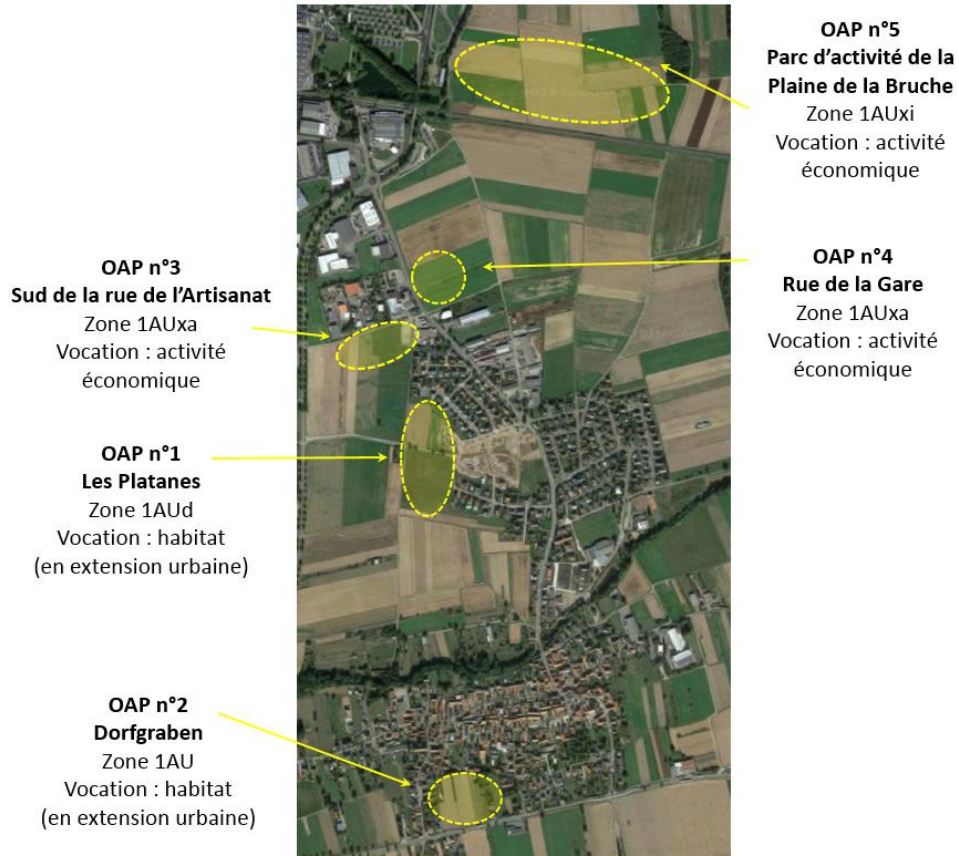 OAP n°5
Parc d’activité de la
Plaine de la Bruche
Zone 1AUxi
Vocation : activité
économique
OAP n°3
Sud de la rue de l’Artisanat
Zone 1AUxa
Vocation : activité
économique
OAP n°4
Rue de la Gare
Zone 1AUxa
Vocation : activité
économique
OAP n°1
Les Platanes
Zone 1AUd
Vocation : habitat
(en extension urbaine)
OAP n°2
Dorfgraben
Zone 1AU
Vocation : habitat
(en extension urbaine)